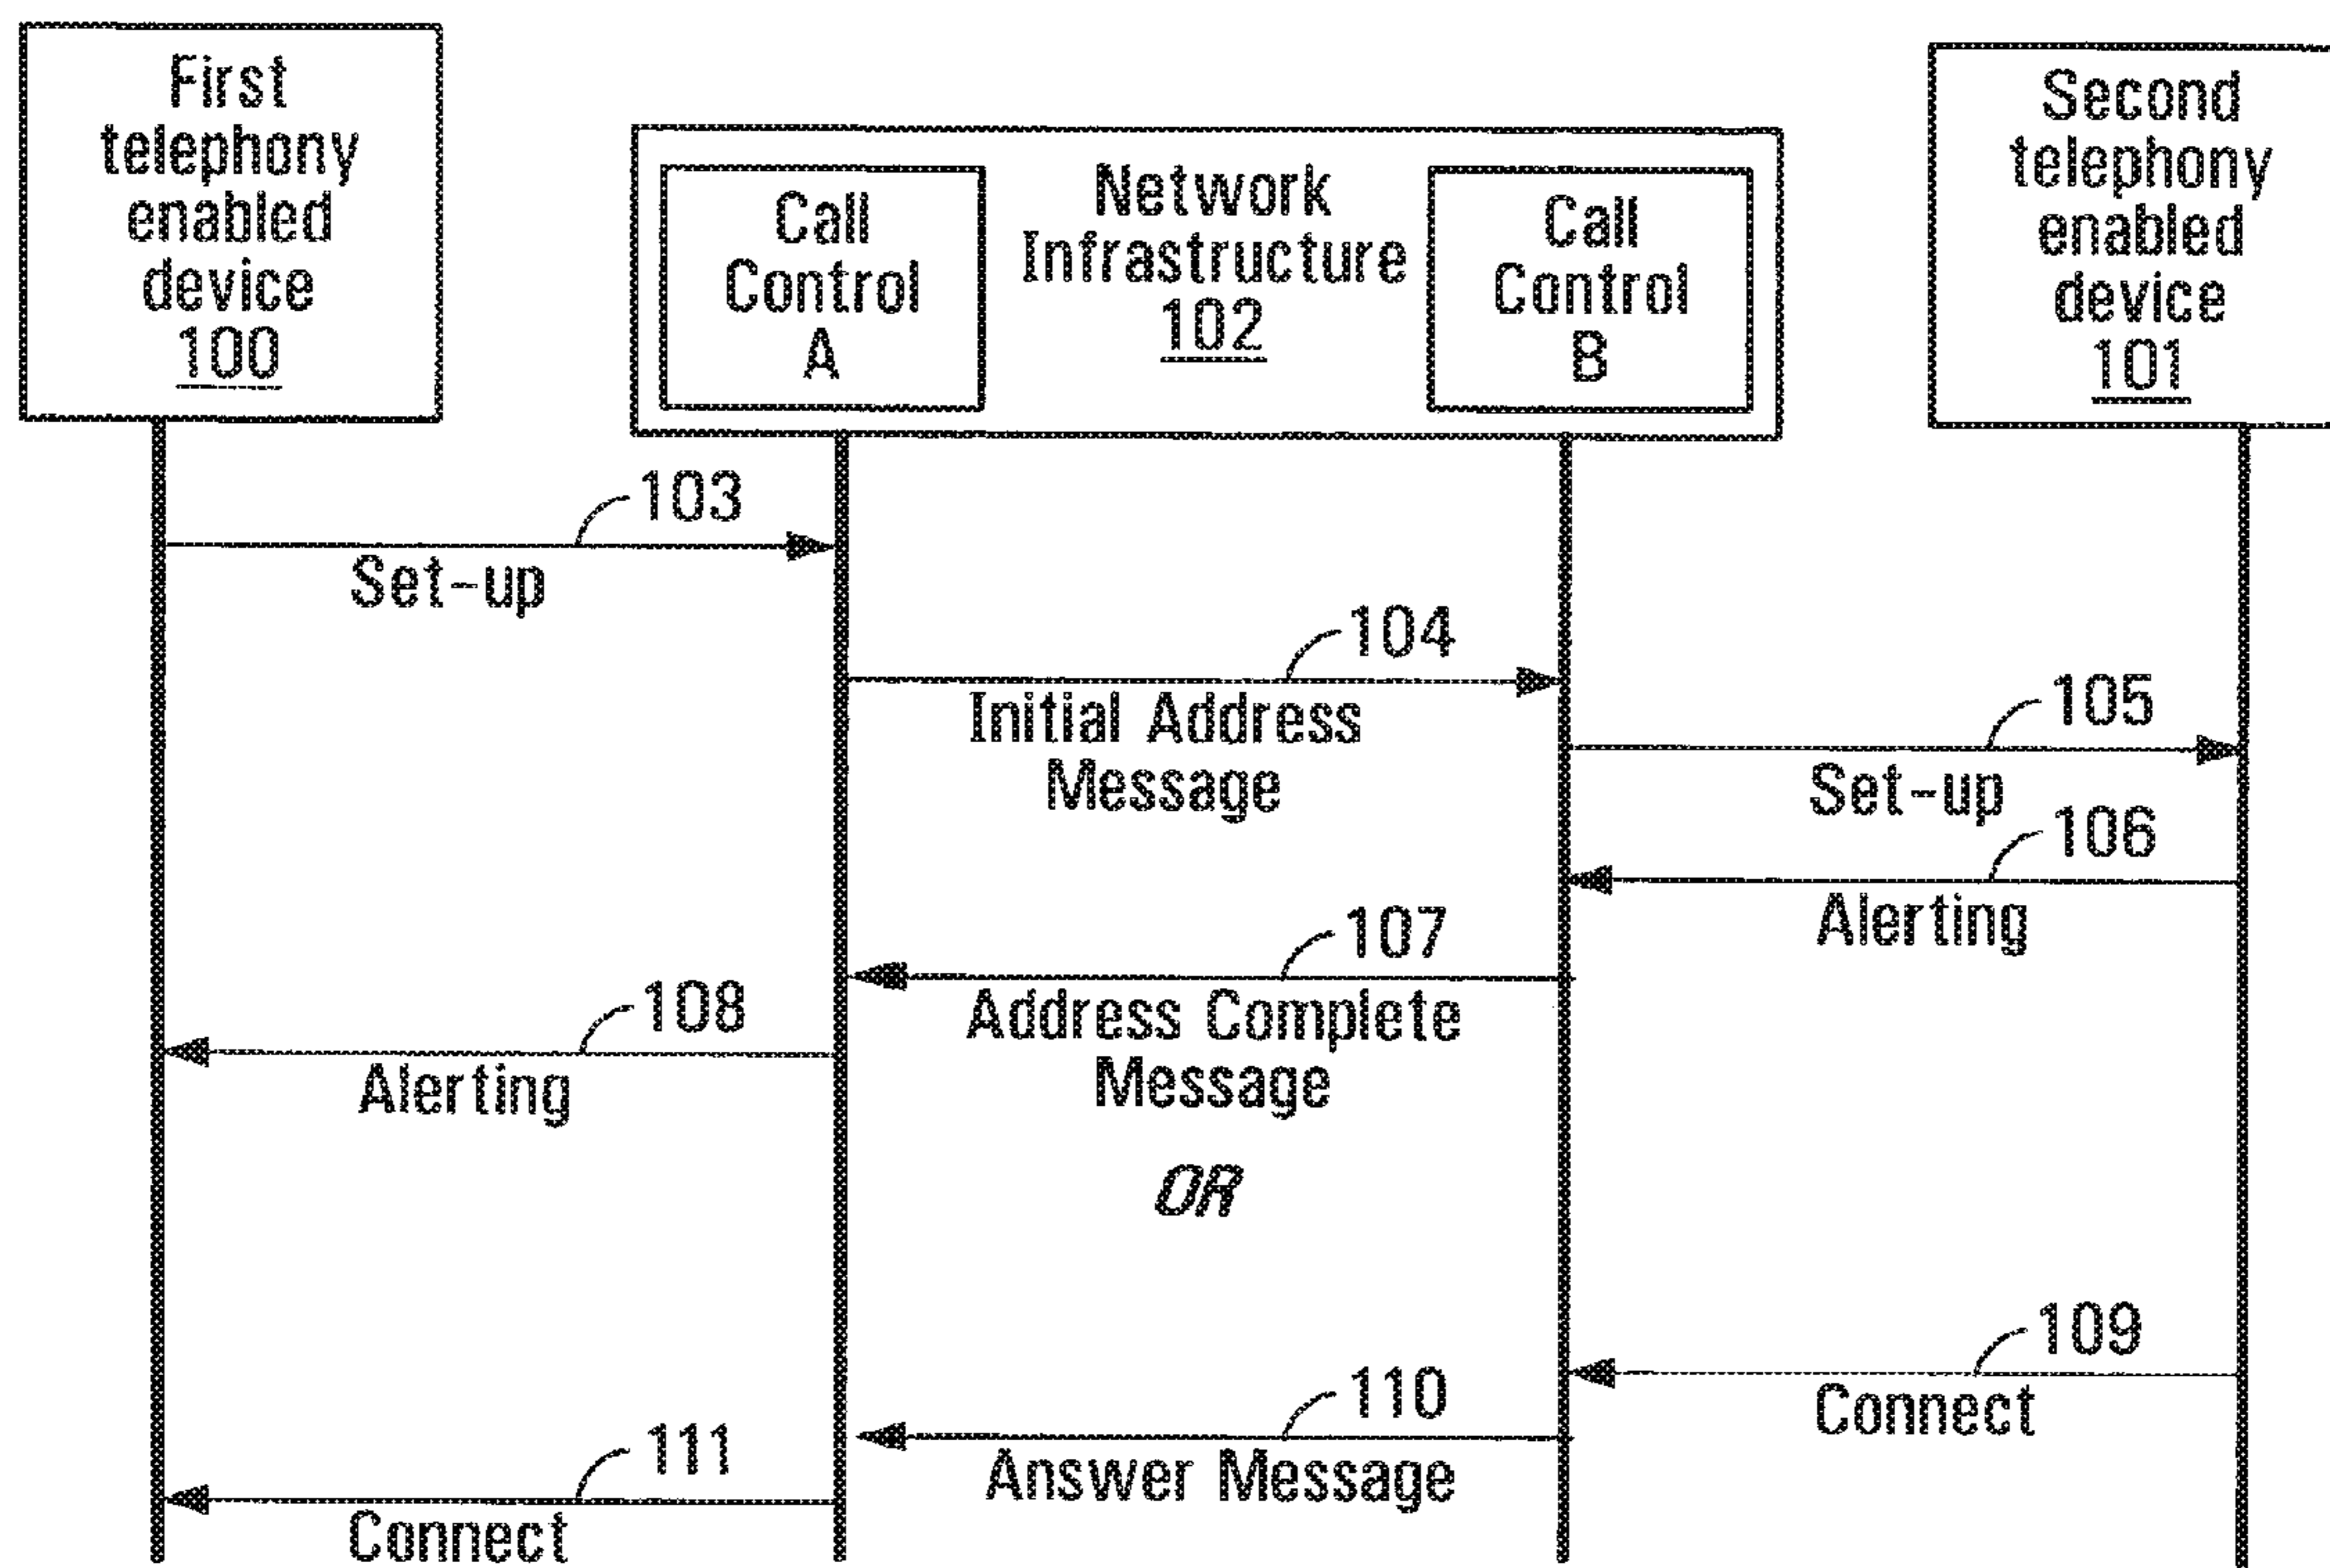 First
telephony
enabled
device
100
Call
Control
A
Network
Infrastructure
102
Call
Control
B
Second
telephony
enabled
device
101
103
Set-up
104
Initial Address
Message
105
Set-up
106
Alerting
107
Address Complete
Message
108
Alerting
OR
109
Connect
110
Answer Message
111
Connect